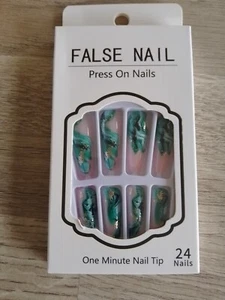 FALSE NAIL
Press On Nails
One Minute Nail Tip
24
Nails